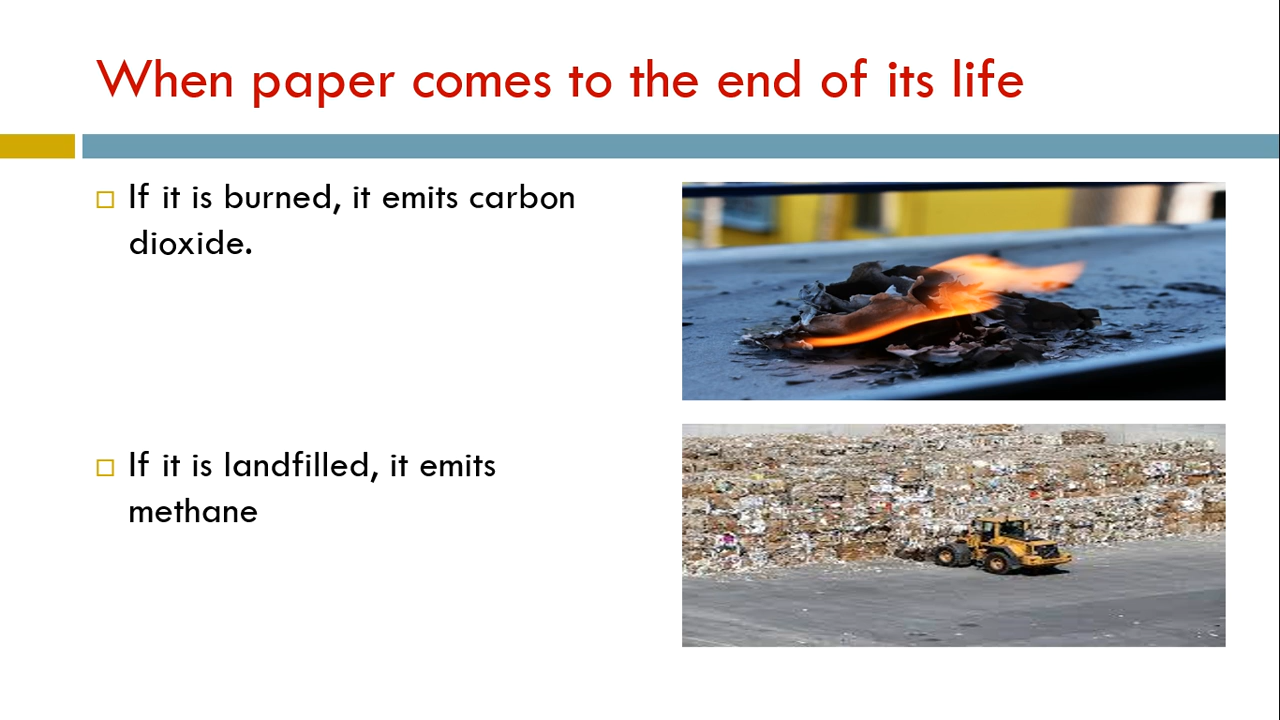 When paper comes to the end of its life
If it is burned, it emits carbon
dioxide.
If it is landfilled, it emits
methane